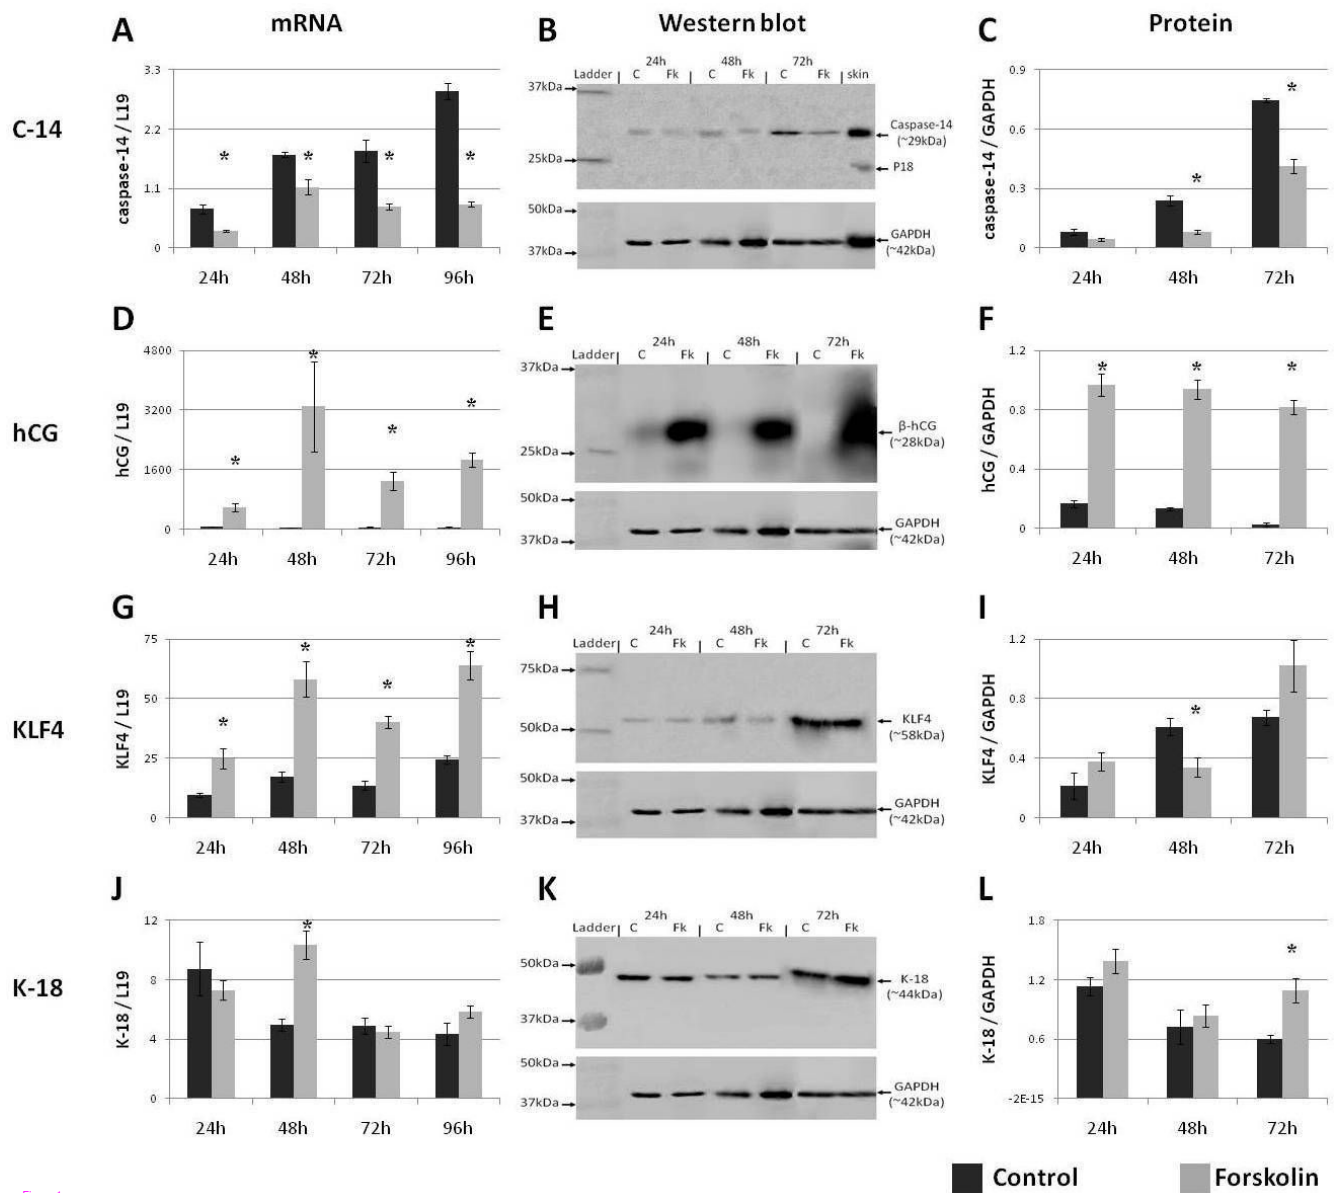 mRNA
Western blot
Protein
C-14
A
caspase-14 / L19
3.3
2.2
1.1
0
24h 48h 72h 96h
B
24h 48h 72h
Ladder C Fk C Fk C Fk skin
37kDa
25kDa
Caspase-14
(~29kDa)
P18
50kDa
37kDa
GAPDH
(~42kDa)
C
caspase-14 / GAPDH
0.9
0.6
0.3
0
24h 48h 72h
* * * *
* *
hCG
D
hCG / L19
4800
3200
1600
0
24h 48h 72h 96h
* * * *
E
24h 48h 72h
Ladder C Fk C Fk C Fk
37kDa
25kDa
β-hCG
(~28kDa)
50kDa
37kDa
GAPDH
(~42kDa)
F
hCG / GAPDH
1.2
0.8
0.4
0
24h 48h 72h
* * *
KLF4
G
KLF4 / L19
75
50
25
0
24h 48h 72h 96h
* * * *
H
24h 48h 72h
Ladder C Fk C Fk C Fk
75kDa
50kDa
KLF4
(~58kDa)
50kDa
37kDa
GAPDH
(~42kDa)
I
KLF4 / GAPDH
1.2
0.8
0.4
0
24h 48h 72h
*
K-18
J
K-18 / L19
12
8
4
0
24h 48h 72h 96h
*
K
24h 48h 72h
Ladder C Fk C Fk C Fk
50kDa
37kDa
K-18
(~44kDa)
50kDa
37kDa
GAPDH
(~42kDa)
L
K-18 / GAPDH
1.8
1.2
0.6
-2E-15
24h 48h 72h
*
Control Forskolin